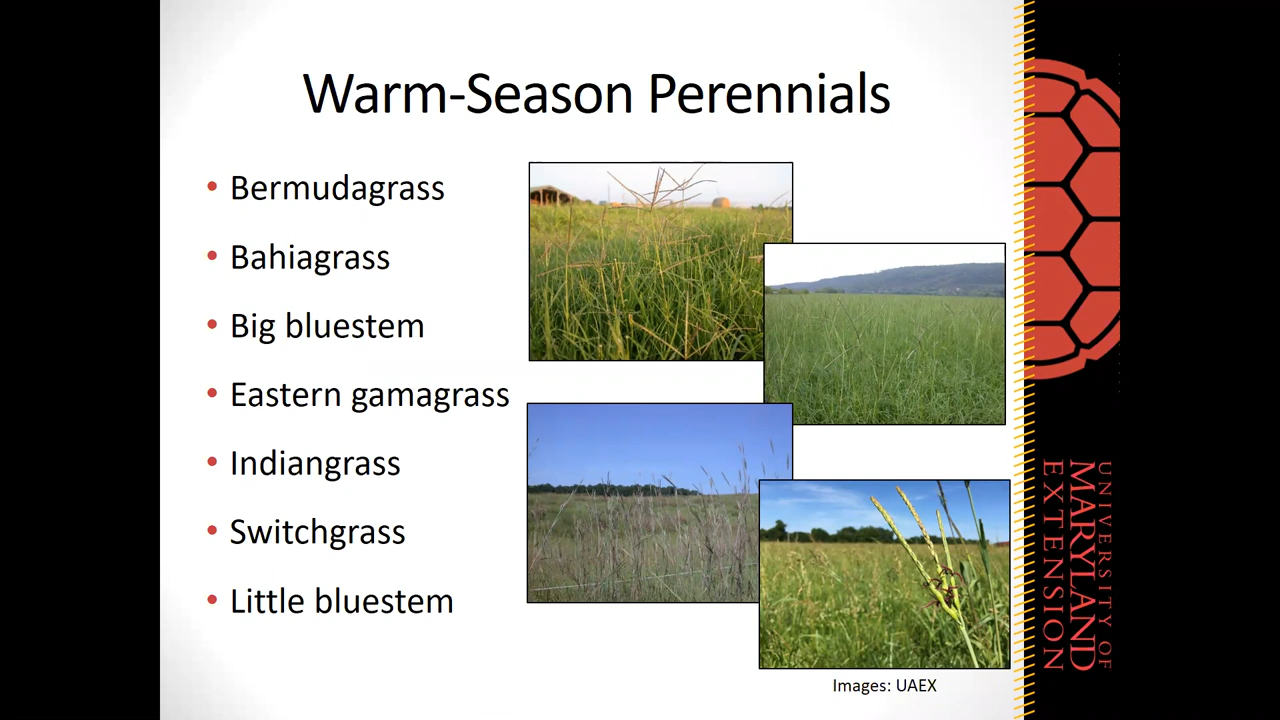 Warm-Season Perennials
• Bermudagrass
• Bahiagrass
• Big bluestem
• Eastern gamagrass
• Indiangrass
• Switchgrass
• Little bluestem
Images: UAEX
UNIVERSITY OF
MARYLAND
EXTENSION